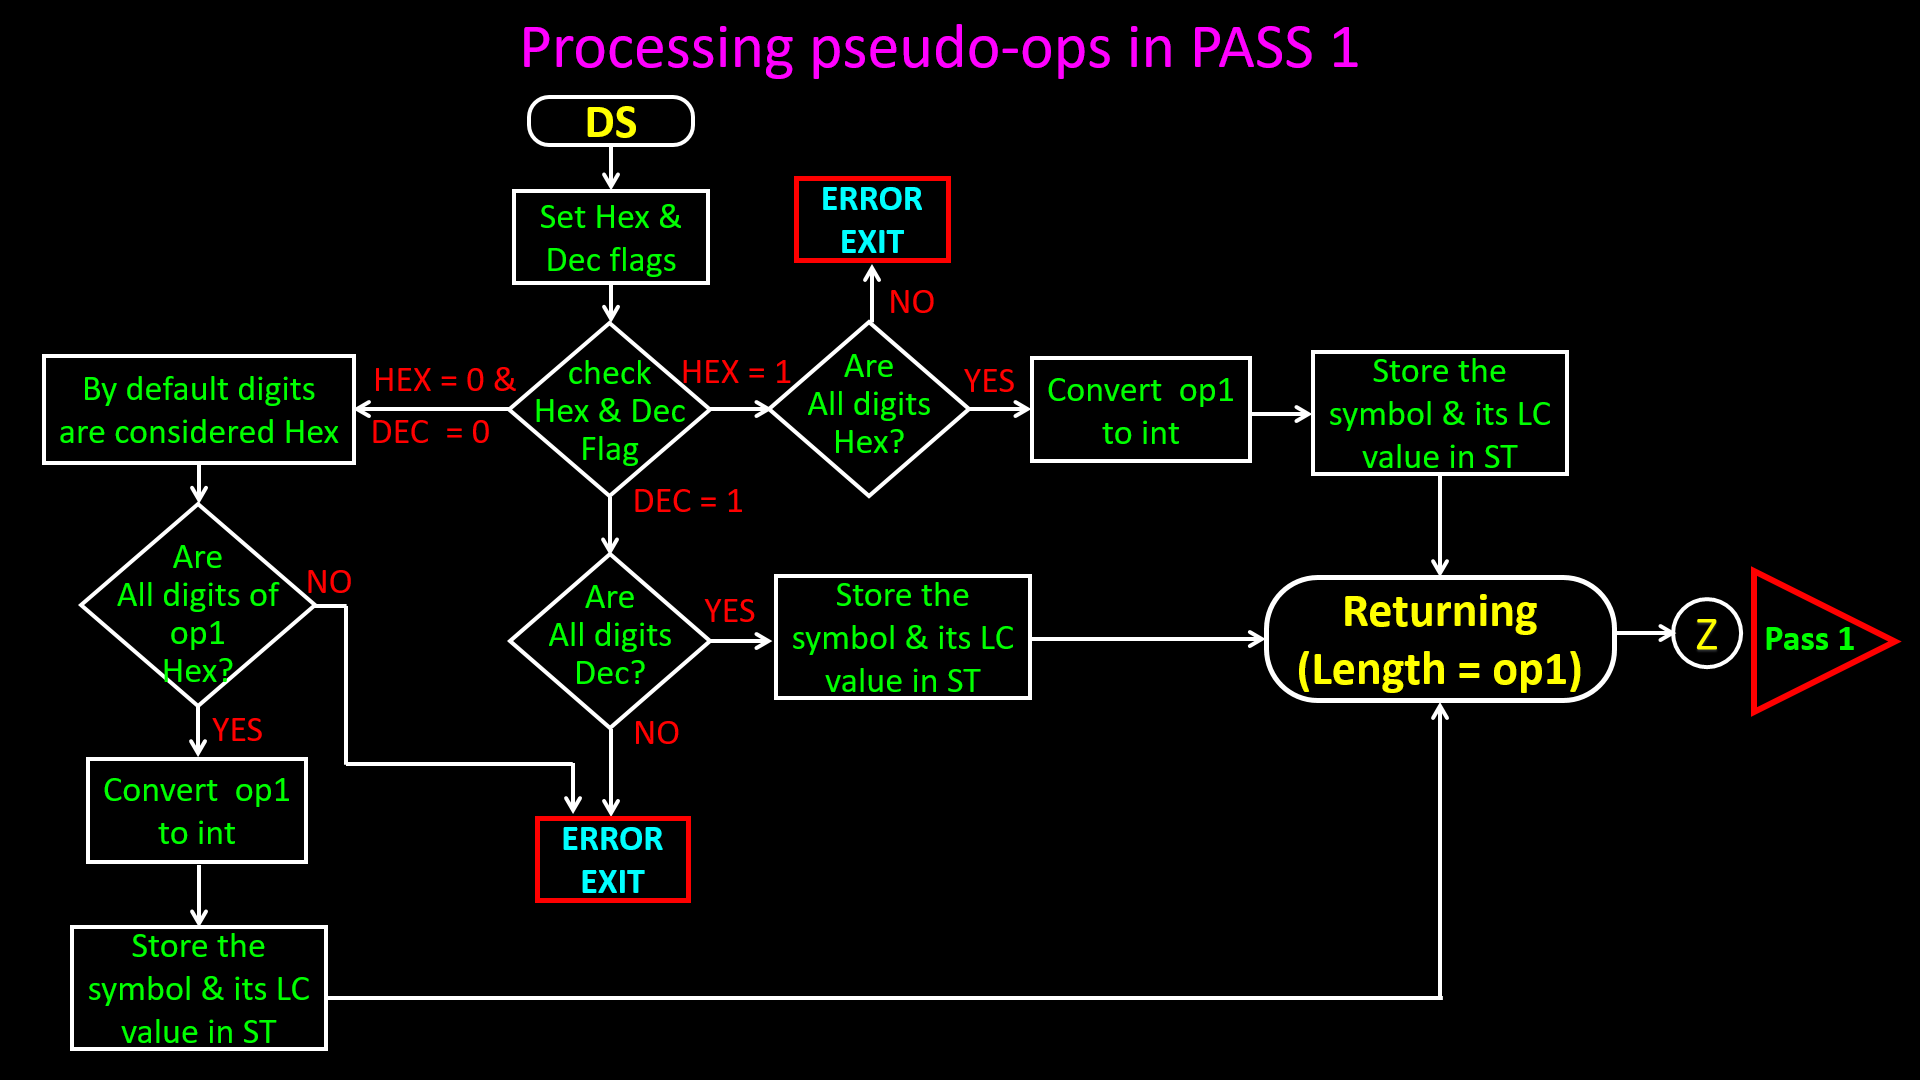 Processing pseudo-ops in PASS 1
DS
Set Hex &
Dec flags
ERROR
EXIT
NO
By default digits
are considered Hex
HEX = 0 &
DEC = 0
check
Hex & Dec
Flag
HEX = 1
Are
All digits
Hex?
YES
Convert op1
to int
Store the
symbol & its LC
value in ST
DEC = 1
Are
All digits of
op1
Hex?
NO
Are
All digits
Dec?
YES
Store the
symbol & its LC
value in ST
Returning
(Length = op1)
Z
Pass 1
YES
NO
Convert op1
to int
ERROR
EXIT
Store the
symbol & its LC
value in ST